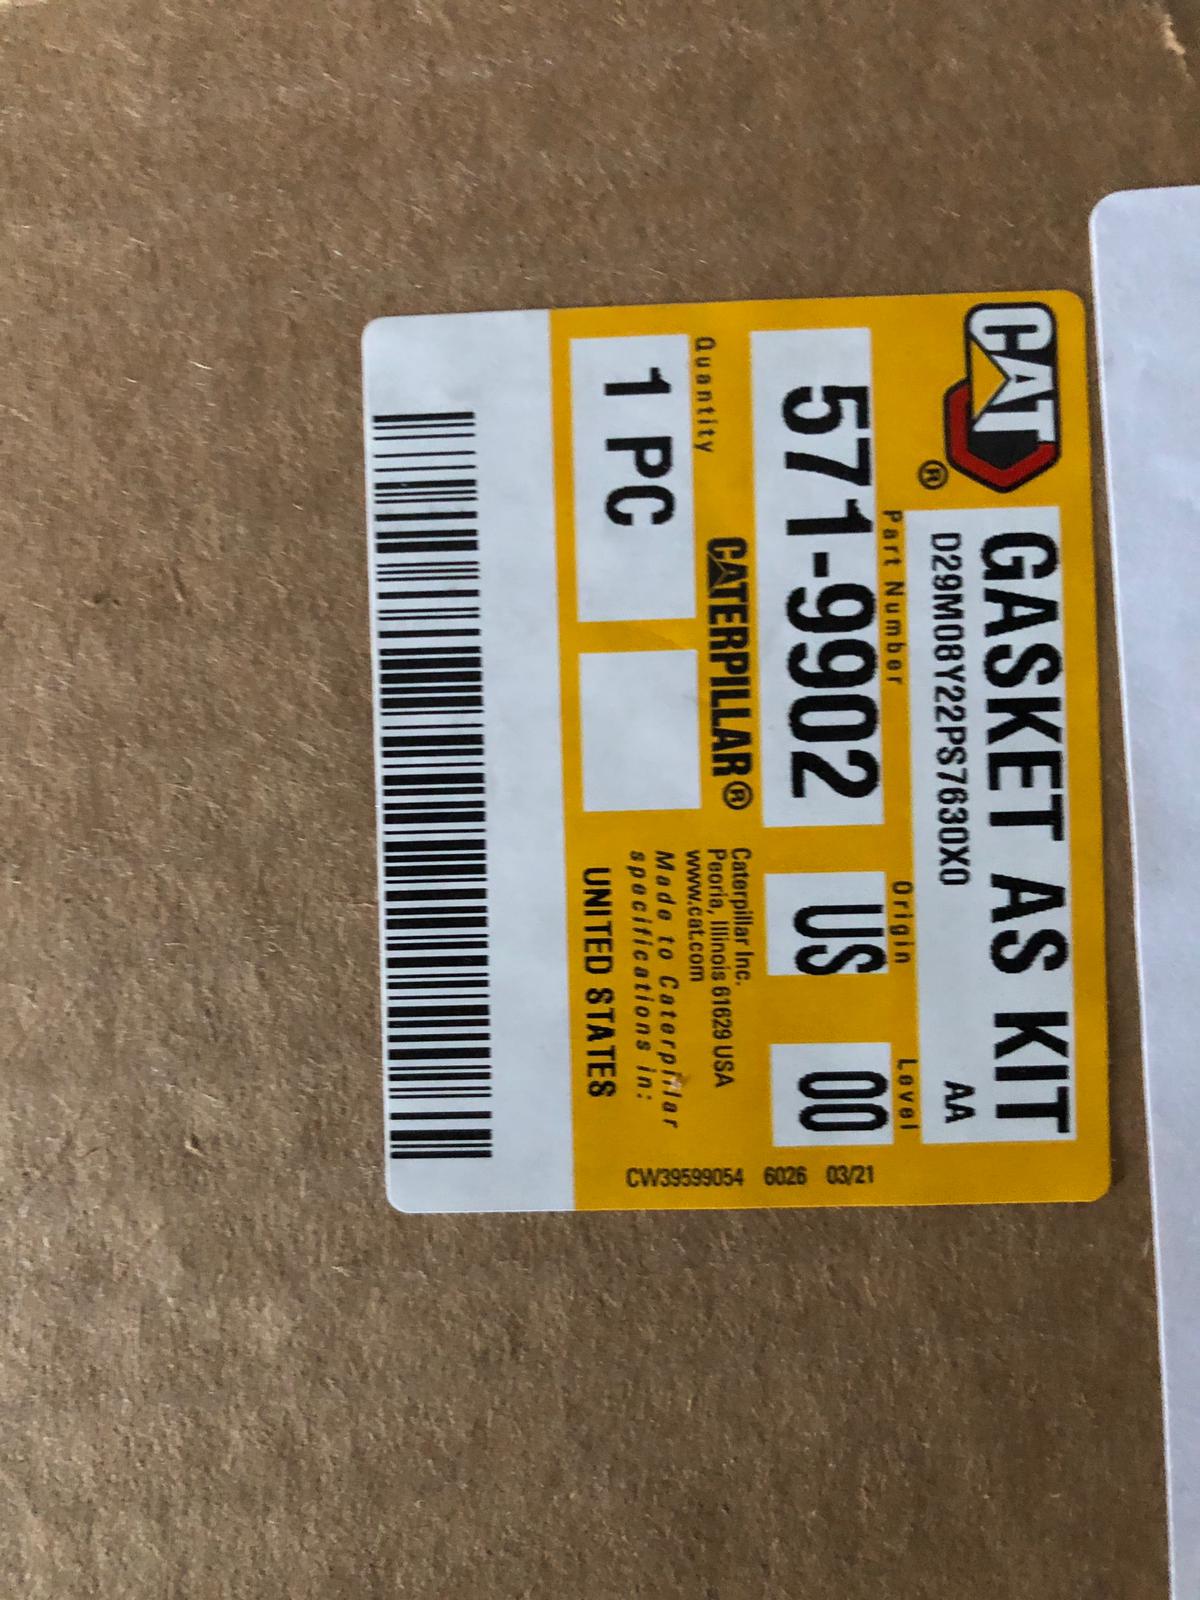 CAT®
GASKET AS KIT
D29M08Y22PS7630X0 AA
Part Number Origin Level
571-9902 US 00
Quantity CATERPILLAR®
1 PC
Caterpillar Inc.
Peoria, Illinois 61629 USA
www.cat.com
Made to Caterpillar
specifications in:
UNITED STATES
CW39599054 6026 03/21